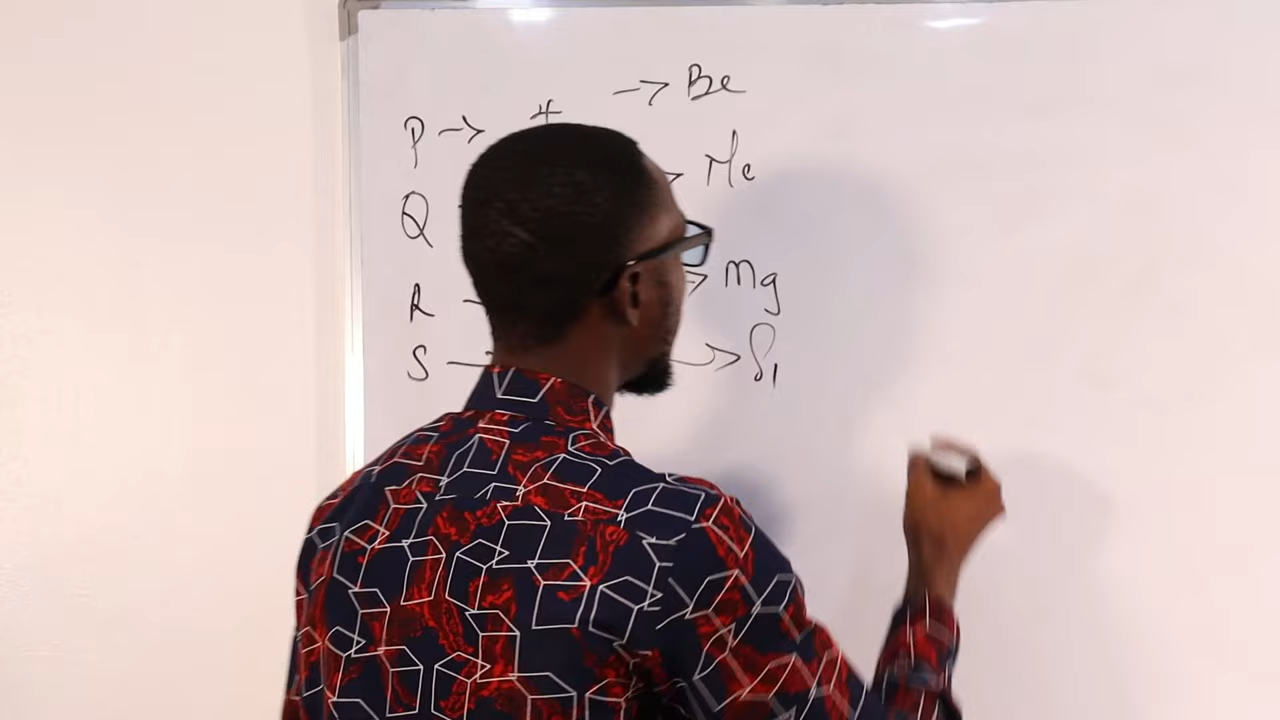 P → 4 → Be
Q → Ne
R – → Mg
S — → Si